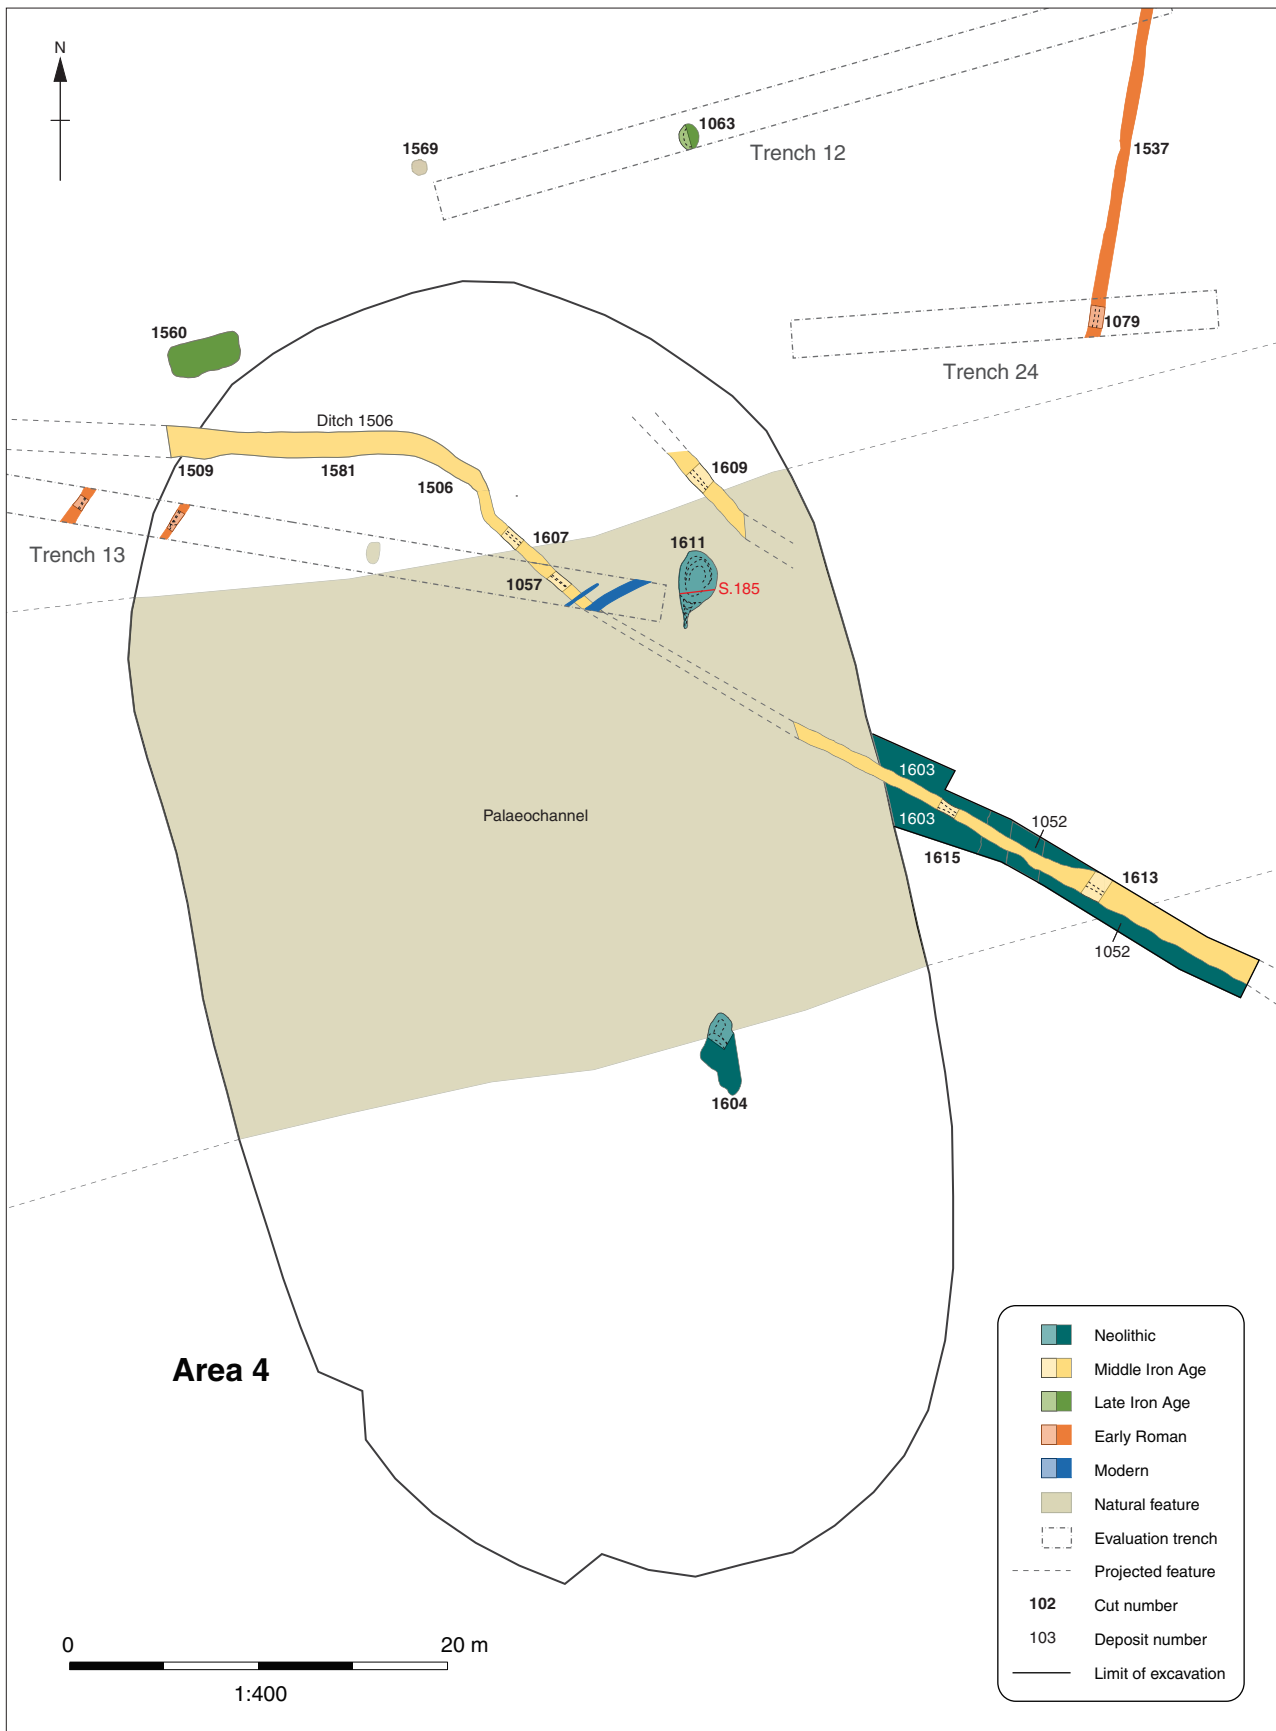 N
1063
Trench 12
1569
1537
1079
Trench 24
1560
Ditch 1506
1509
1581
1506
1609
1607
1611
1057
S.185
Trench 13
1603
1603
1052
1615
1613
1052
Palaeochannel
1604
Area 4
Neolithic
Middle Iron Age
Late Iron Age
Early Roman
Modern
Natural feature
Evaluation trench
Projected feature
102 Cut number
103 Deposit number
Limit of excavation
0 20 m
1:400